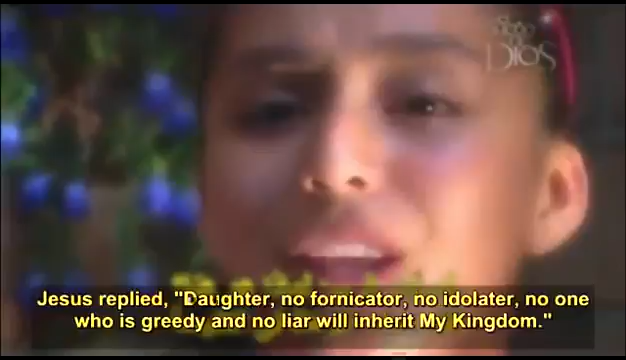 DIOS
Jesus replied, "Daughter, no fornicator, no idolater, no one
who is greedy and no liar will inherit My Kingdom."